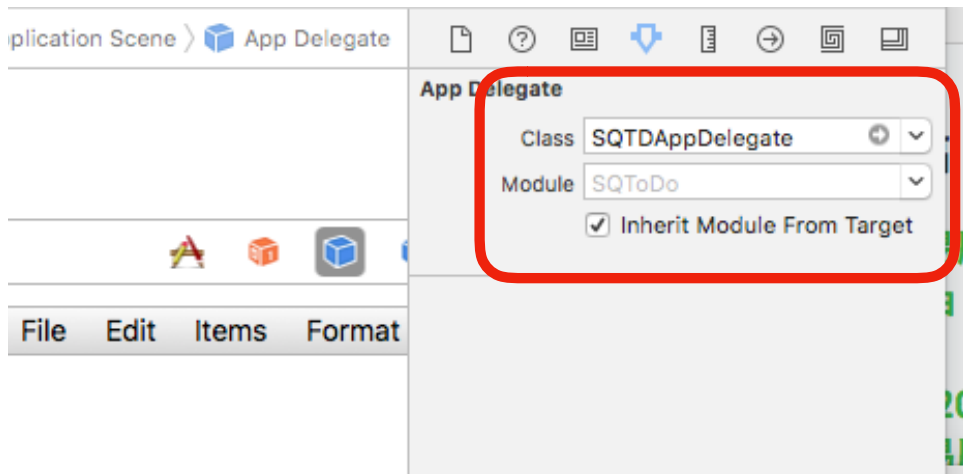 plication Scene 〉 App Delegate
App Delegate
Class SQTDAppDelegate
Module SQToDo
Inherit Module From Target
File Edit Items Format